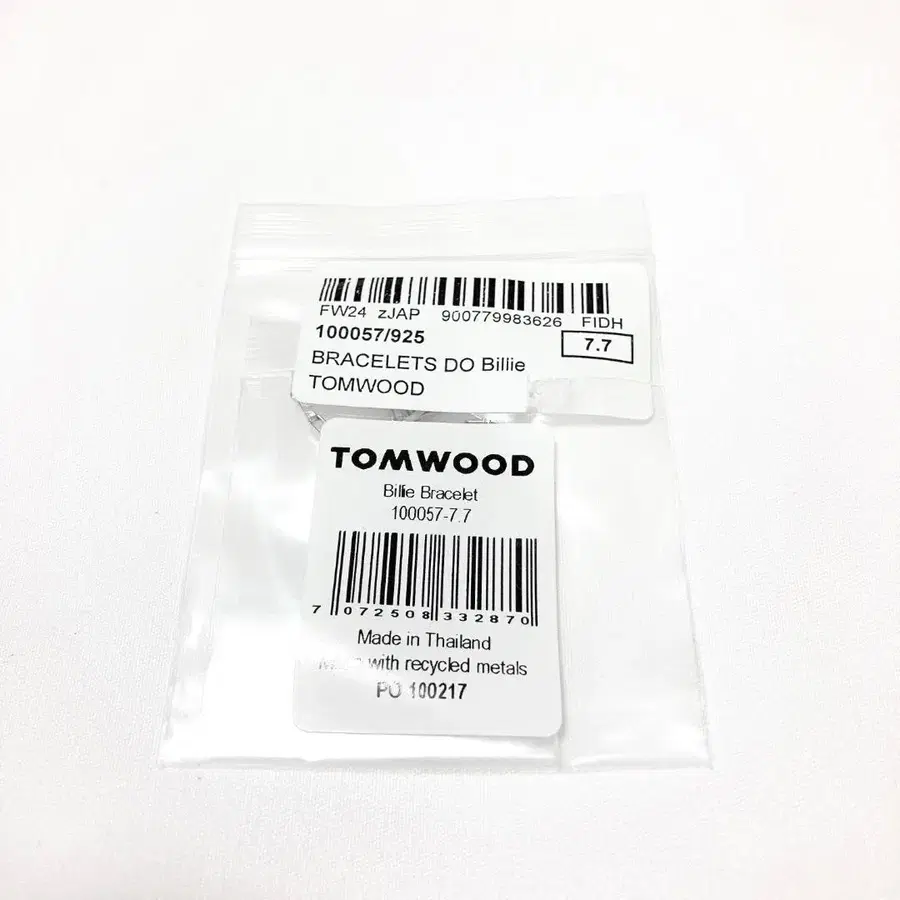 FW24 zJAP 900779983626 FIDH
100057/925
7.7
BRACELETS DO Billie
TOMWOOD
TOMWOOD
Billie Bracelet
100057-7.7
7 072508 332870
Made in Thailand
with recycled metals
PO 100217